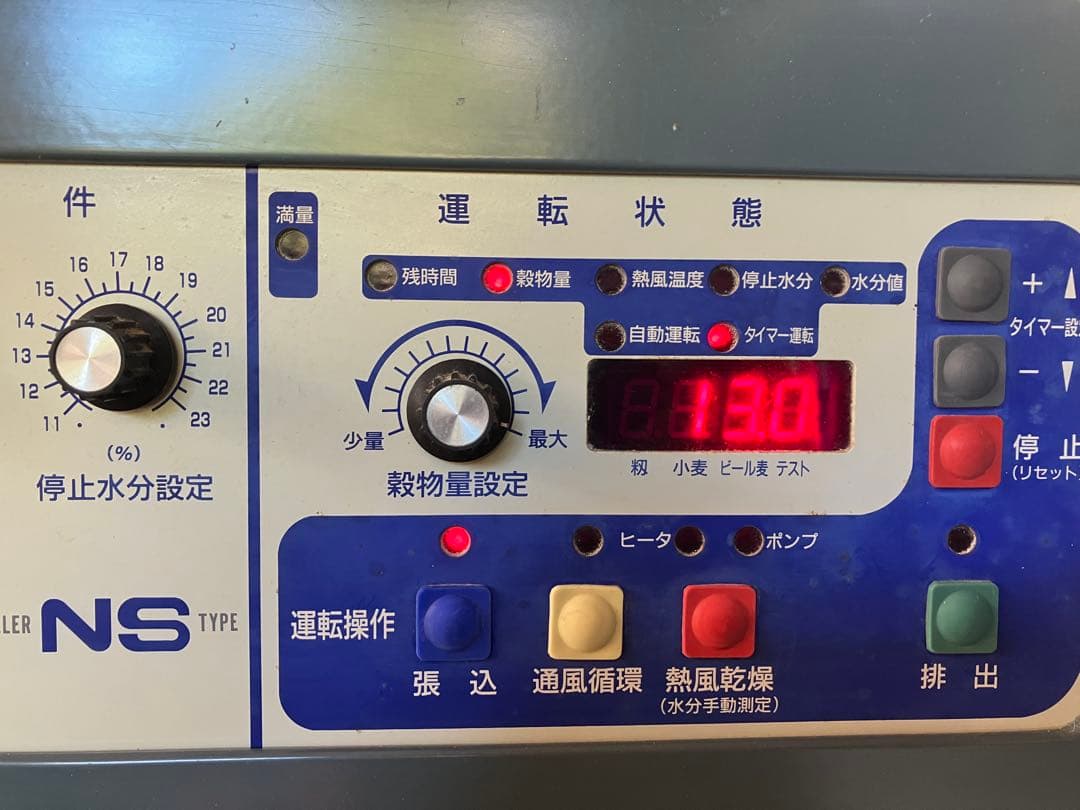 件
11
12
13
14
15
16
17
18
19
20
21
22
23
(%)
停止水分設定
LER NS TYPE
満量
運転状態
残時間 穀物量 熱風温度 停止水分 水分値
自動運転 タイマー運転
13.0
籾 小麦 ビール麦 テスト
少量 最大
穀物量設定
+
タイマー設
−
停止
(リセット
運転操作
ヒータ ポンプ
張込 通風循環 熱風乾燥 排出
(水分手動測定)